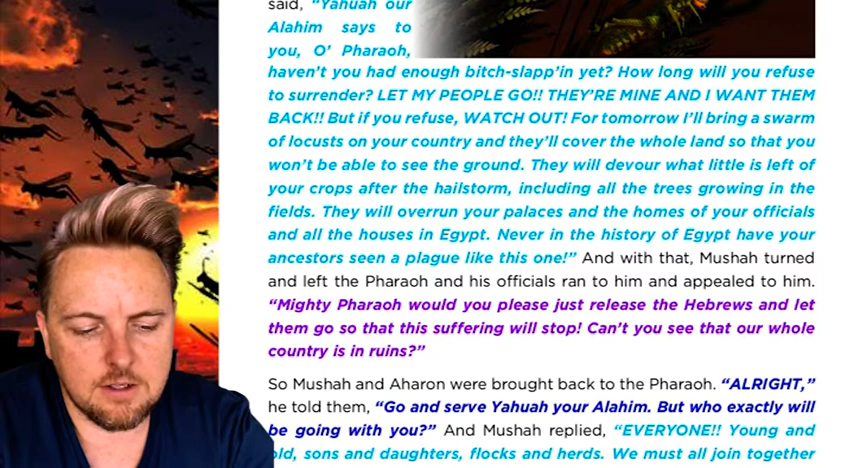 said, “Yahuah our
Alahim says to
you, O’ Pharaoh,
haven’t you had enough bitch-slapp’in yet? How long will you refuse
to surrender? LET MY PEOPLE GO!! THEY’RE MINE AND I WANT THEM
BACK!! But if you refuse, WATCH OUT! For tomorrow I’ll bring a swarm
of locusts on your country and they’ll cover the whole land so that you
won’t be able to see the ground. They will devour what little is left of
your crops after the hailstorm, including all the trees growing in the
fields. They will overrun your palaces and the homes of your officials
and all the houses in Egypt. Never in the history of Egypt have your
ancestors seen a plague like this one!” And with that, Mushah turned
and left the Pharaoh and his officials ran to him and appealed to him.
“Mighty Pharaoh would you please just release the Hebrews and let
them go so that this suffering will stop! Can’t you see that our whole
country is in ruins?”
So Mushah and Aharon were brought back to the Pharaoh. “ALRIGHT,”
he told them, “Go and serve Yahuah your Alahim. But who exactly will
be going with you?” And Mushah replied, “EVERYONE!! Young and
old, sons and daughters, flocks and herds. We must all join together